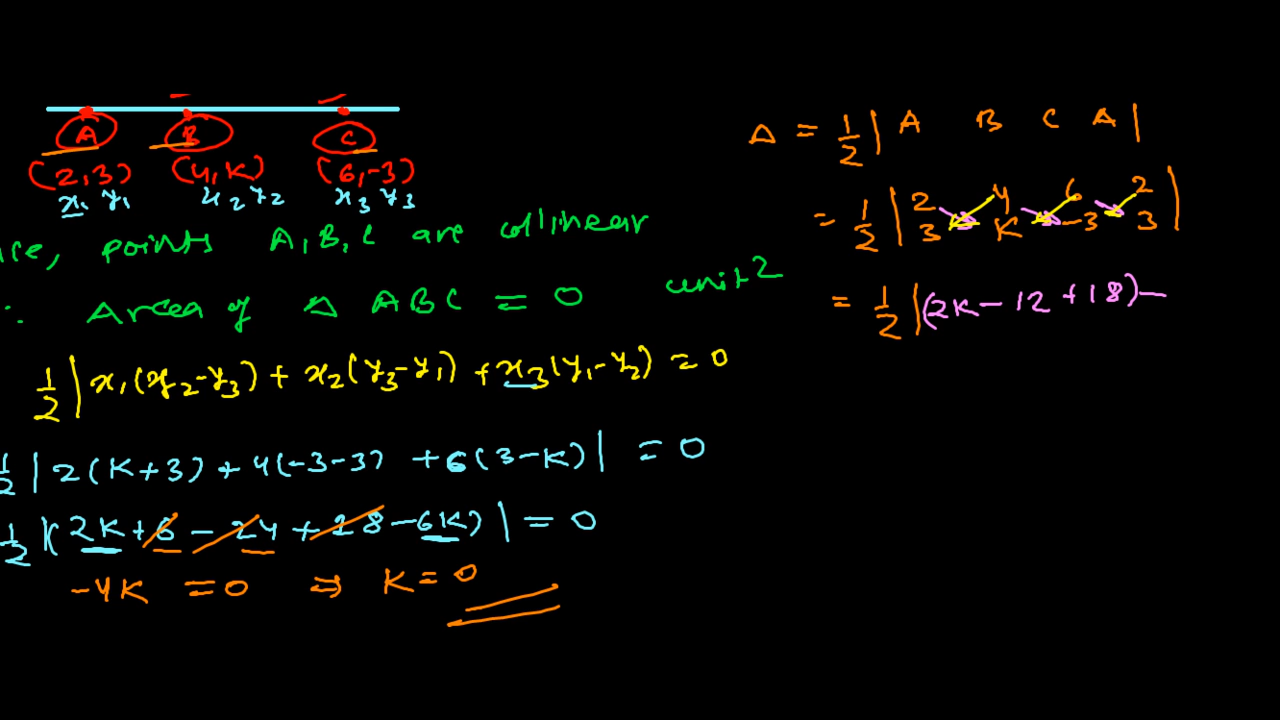 A B C
(2,3) (4,K) (6,-3)
x₁ y₁ x₂ y₂ x₃ y₃
points A, B, C are collinear
∴ Area of Δ ABC = 0 unit²
1/2 | x₁(y₂-y₃) + x₂(y₃-y₁) + x₃(y₁-y₂) = 0
1/2 | 2(K+3) + 4(-3-3) + 6(3-K) | = 0
1/2 |( 2K + 6 - 24 + 18 - 6K ) | = 0
-4K = 0 ⇒ K = 0
Δ = 1/2 | A B C A |
= 1/2 | 2 4 6 2
3 K -3 3 |
= 1/2 | (2K - 12 + 18) -